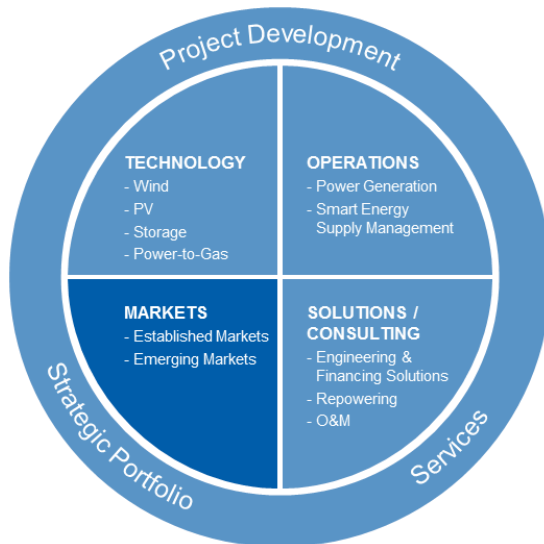 Project Development
TECHNOLOGY
- Wind
- PV
- Storage
- Power-to-Gas
OPERATIONS
- Power Generation
- Smart Energy
Supply Management
MARKETS
- Established Markets
- Emerging Markets
SOLUTIONS /
CONSULTING
- Engineering &
Financing Solutions
- Repowering
- O&M
Strategic Portfolio
Services